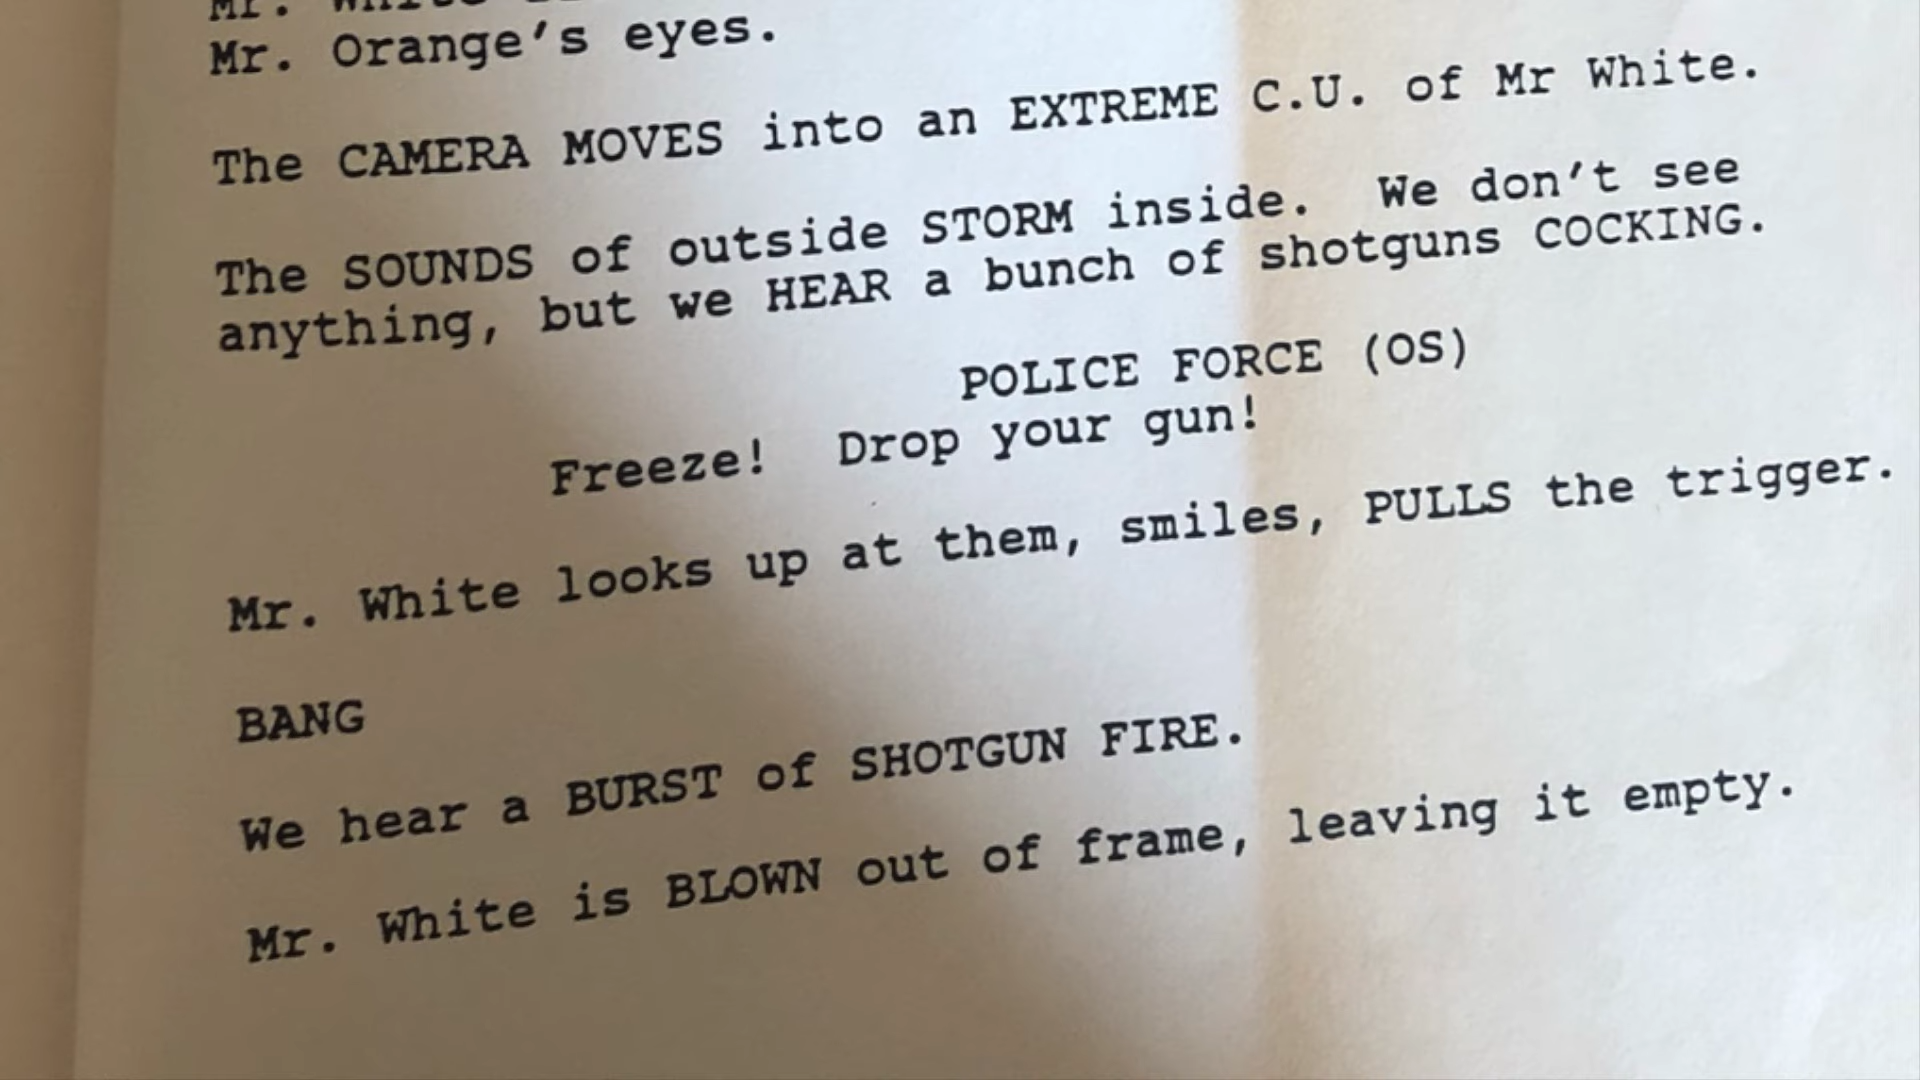 Mr. White
Mr. Orange's eyes.
The CAMERA MOVES into an EXTREME C.U. of Mr White.
The SOUNDS of outside STORM inside.  We don't see
anything, but we HEAR a bunch of shotguns COCKING.
POLICE FORCE (OS)
Freeze!  Drop your gun!
Mr. White looks up at them, smiles, PULLS the trigger.
BANG
We hear a BURST of SHOTGUN FIRE.
Mr. White is BLOWN out of frame, leaving it empty.